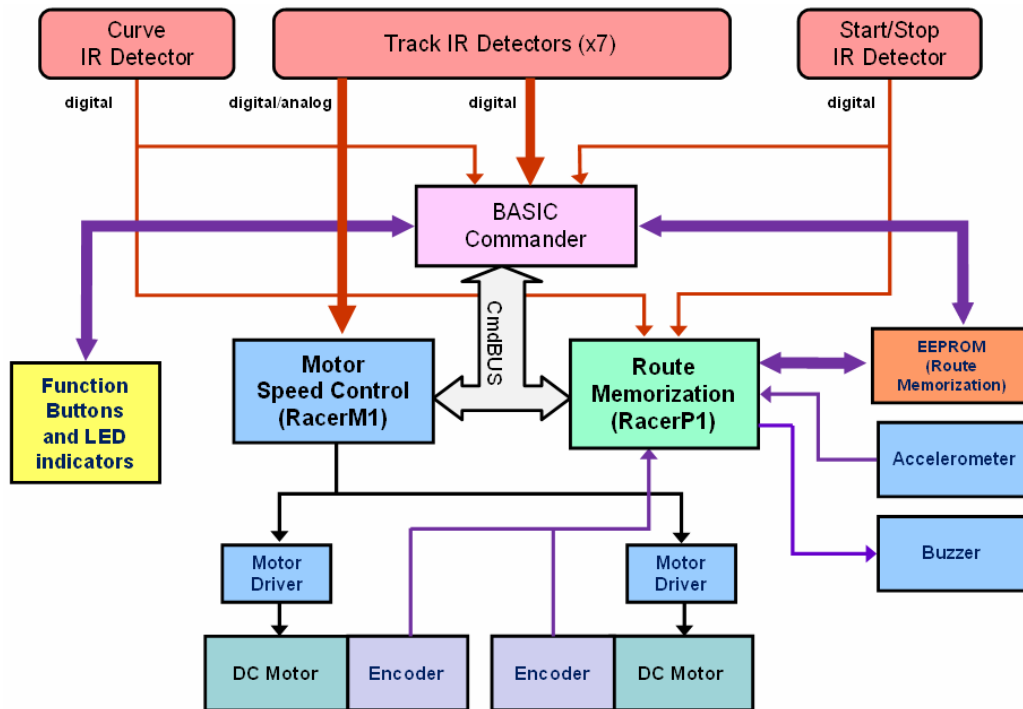 Curve
IR Detector
Track IR Detectors (x7)
Start/Stop
IR Detector
digital
digital/analog
digital
digital
BASIC
Commander
CmdBUS
Motor
Speed Control
(RacerM1)
Route
Memorization
(RacerP1)
EEPROM
(Route
Memorization)
Function
Buttons
and LED
indicators
Accelerometer
Buzzer
Motor
Driver
Motor
Driver
DC Motor
Encoder
Encoder
DC Motor